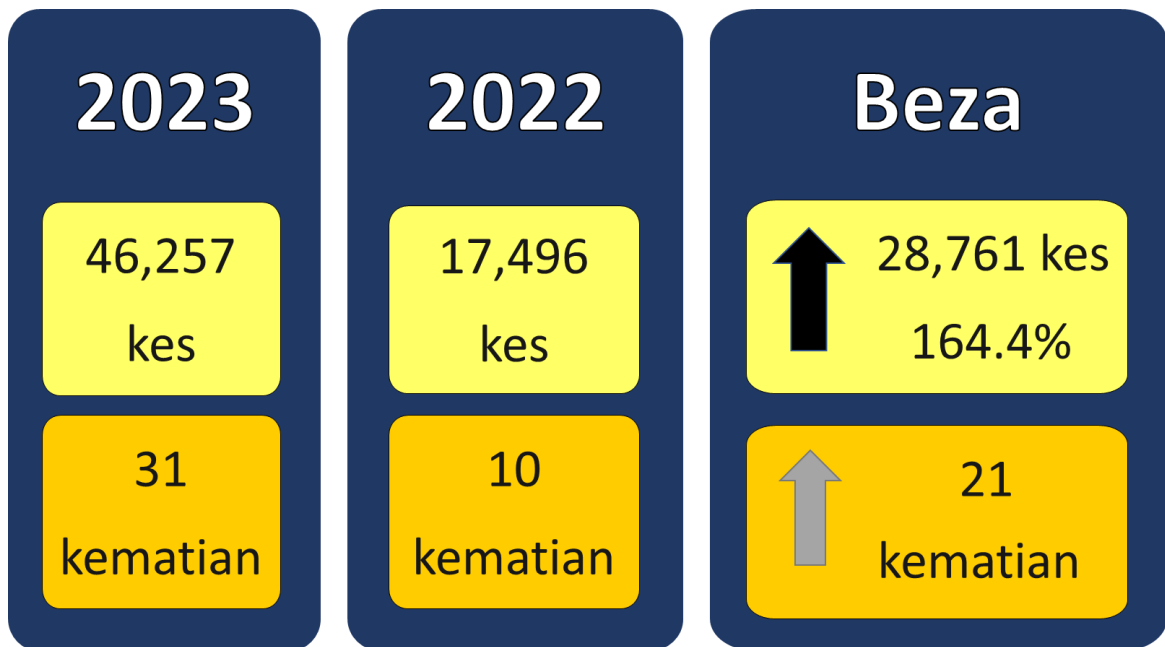 2023
46,257
kes
31
kematian
2022
17,496
kes
10
kematian
Beza
28,761 kes
164.4%
21
kematian